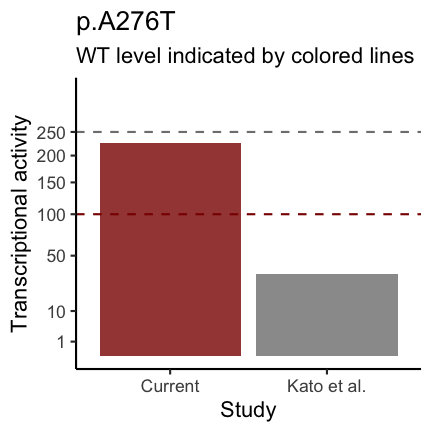 p.A276T
WT level indicated by colored lines
Transcriptional activity
250
200
150
100
50
10
1
Current
Kato et al.
Study